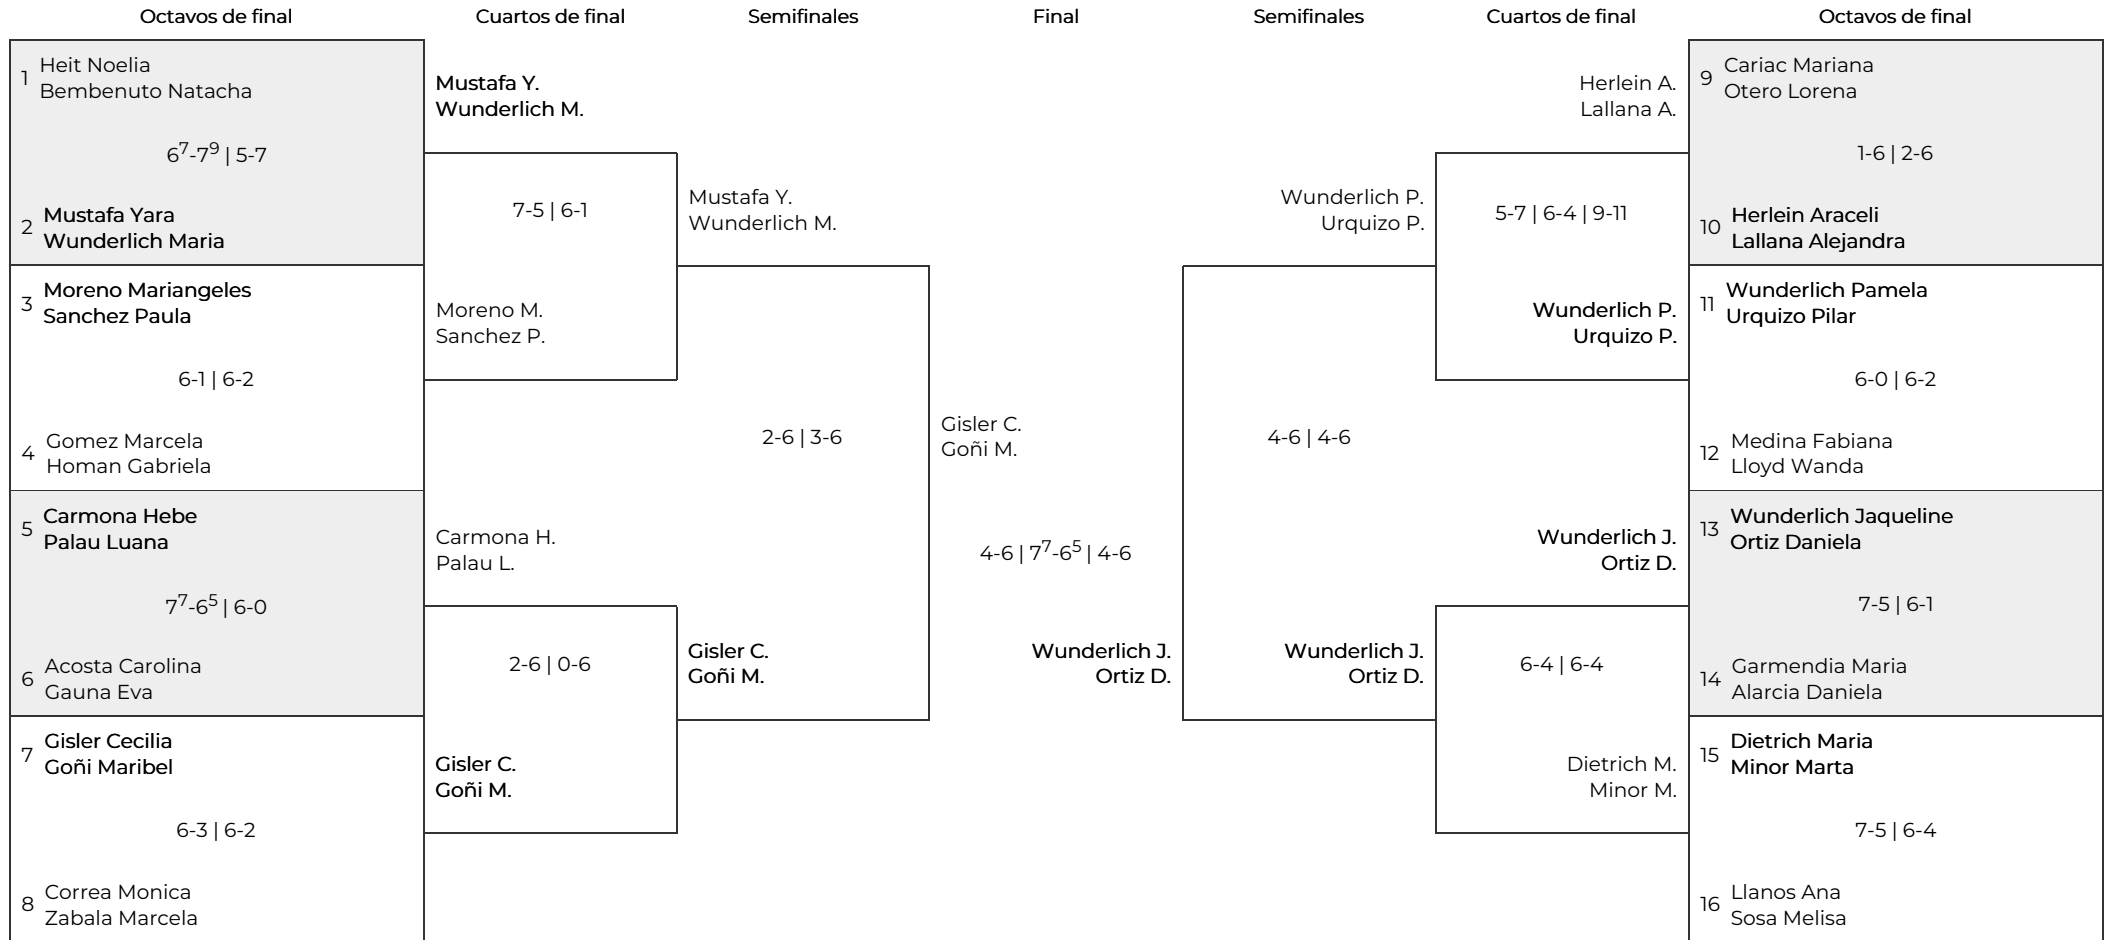 Octavos de final
Cuartos de final
Semifinales
Final
Semifinales
Cuartos de final
Octavos de final
1
Heit Noelia
Bembenuto Natacha
6⁷-7⁹ | 5-7
2
Mustafa Yara
Wunderlich Maria
3
Moreno Mariangeles
Sanchez Paula
6-1 | 6-2
4
Gomez Marcela
Homan Gabriela
5
Carmona Hebe
Palau Luana
7⁷-6⁵ | 6-0
6
Acosta Carolina
Gauna Eva
7
Gisler Cecilia
Goñi Maribel
6-3 | 6-2
8
Correa Monica
Zabala Marcela
Mustafa Y.
Wunderlich M.
7-5 | 6-1
Moreno M.
Sanchez P.
Carmona H.
Palau L.
2-6 | 0-6
Gisler C.
Goñi M.
Mustafa Y.
Wunderlich M.
2-6 | 3-6
Gisler C.
Goñi M.
Gisler C.
Goñi M.
4-6 | 7⁷-6⁵ | 4-6
Wunderlich J.
Ortiz D.
Wunderlich P.
Urquizo P.
4-6 | 4-6
Wunderlich J.
Ortiz D.
Herlein A.
Lallana A.
5-7 | 6-4 | 9-11
Wunderlich P.
Urquizo P.
Wunderlich J.
Ortiz D.
6-4 | 6-4
Dietrich M.
Minor M.
9
Cariac Mariana
Otero Lorena
1-6 | 2-6
10
Herlein Araceli
Lallana Alejandra
11
Wunderlich Pamela
Urquizo Pilar
6-0 | 6-2
12
Medina Fabiana
Lloyd Wanda
13
Wunderlich Jaqueline
Ortiz Daniela
7-5 | 6-1
14
Garmendia Maria
Alarcia Daniela
15
Dietrich Maria
Minor Marta
7-5 | 6-4
16
Llanos Ana
Sosa Melisa